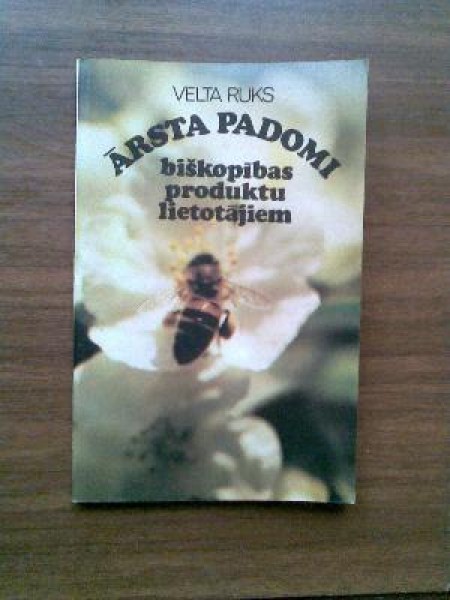 VELTA RUKS
ĀRSTA PADOMI
biškopības
produktu
lietotājiem